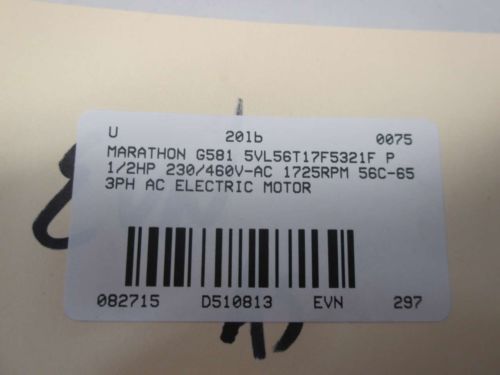 U 20lb 0075
MARATHON G581 5VL56T17F5321F P
1/2HP 230/460V-AC 1725RPM 56C-65
3PH AC ELECTRIC MOTOR
082715 D510813 EVN 297